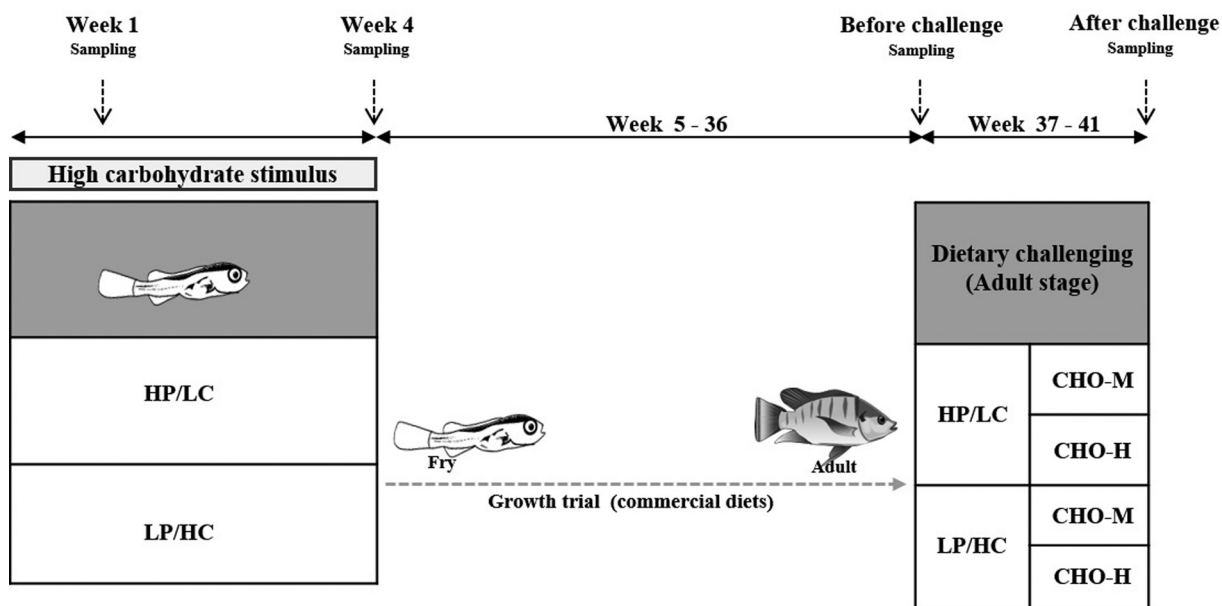 Week 1
Sampling
Week 4
Sampling
Before challenge
Sampling
After challenge
Sampling
Week 5 - 36
Week 37 - 41
High carbohydrate stimulus
Dietary challenging
(Adult stage)
HP/LC
LP/HC
Fry
Adult
Growth trial (commercial diets)
HP/LC
CHO-M
CHO-H
LP/HC
CHO-M
CHO-H